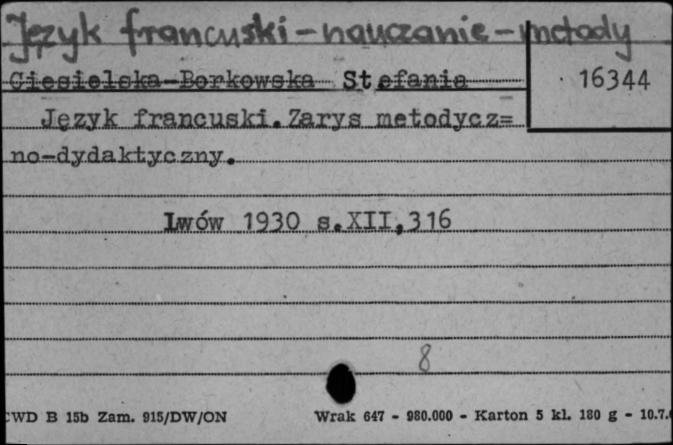 Język francuski - nauczanie - metody
Ciesielska-Borkowska Stefania
16344
Język francuski. Zarys metodycz=
no-dydaktyczny.
Lwów 1930 s.XII,316
8
CWD B 15b Zam. 915/DW/ON Wrak 647 - 980.000 - Karton 5 kl. 180 g - 10.7.